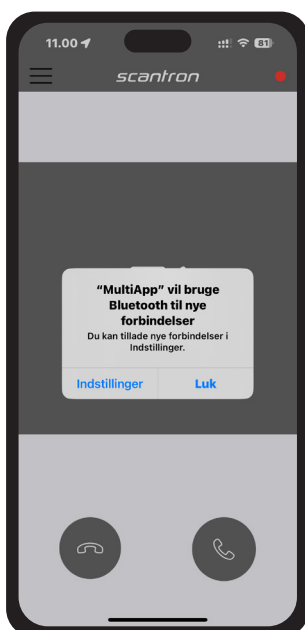 11.00
81
scantron
“MultiApp” vil bruge
Bluetooth til nye
forbindelser
Du kan tillade nye forbindelser i
Indstillinger.
Indstillinger
Luk